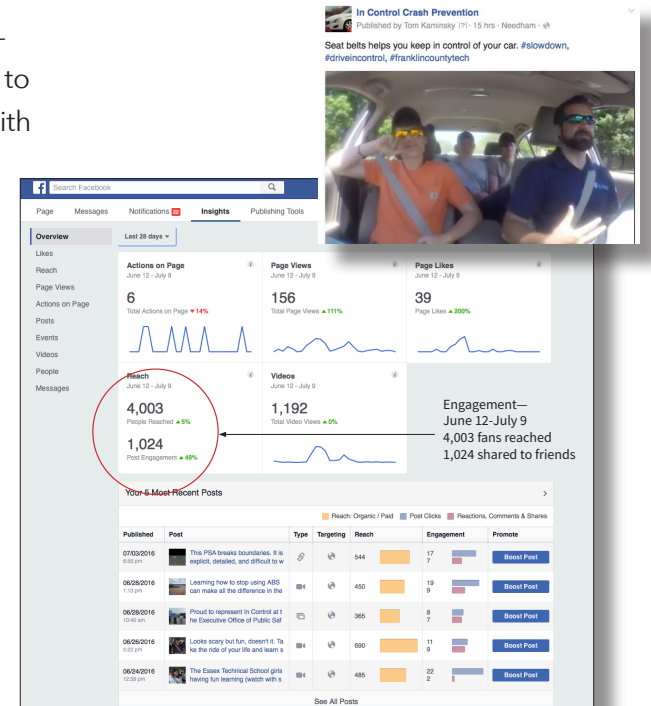 to
ith
In Control Crash Prevention
Published by Tom Kaminsky [?] · 15 hrs · Needham ·
Seat belts helps you keep in control of your car. #slowdown,
#driveincontrol, #franklincountytech
Search Facebook
Page Messages Notifications 22 Insights Publishing Tools
Overview
Likes
Reach
Page Views
Actions on Page
Posts
Events
Videos
People
Messages
Last 28 days
Actions on Page
June 12 - July 9
6
Total Actions on Page ▼14%
Page Views
June 12 - July 9
156
Total Page Views ▲111%
Page Likes
June 12 - July 9
39
Page Likes ▲200%
Reach
June 12 - July 9
4,003
People Reached ▲5%
1,024
Post Engagement ▲49%
Videos
June 12 - July 9
1,192
Total Video Views ▲0%
Engagement—
June 12-July 9
4,003 fans reached
1,024 shared to friends
Your 5 Most Recent Posts >
Reach: Organic / Paid Post Clicks Reactions, Comments & Shares
Published Post Type Targeting Reach Engagement Promote
07/03/2016 This PSA breaks boundaries. It is 544 17 Boost Post
6:55 pm explicit, detailed, and difficult to w 7
06/28/2016 Learning how to stop using ABS 450 19 Boost Post
1:13 pm can make all the difference in the 9
06/28/2016 Proud to represent In Control at t 365 8 Boost Post
10:42 am he Executive Office of Public Saf 7
06/26/2016 Looks scary but fun, doesn't it. Ta 690 11 Boost Post
5:22 pm ke the ride of your life and learn s 9
06/24/2016 The Essex Technical School girls 485 22 Boost Post
12:59 pm having fun learning (watch with s 2
See All Posts